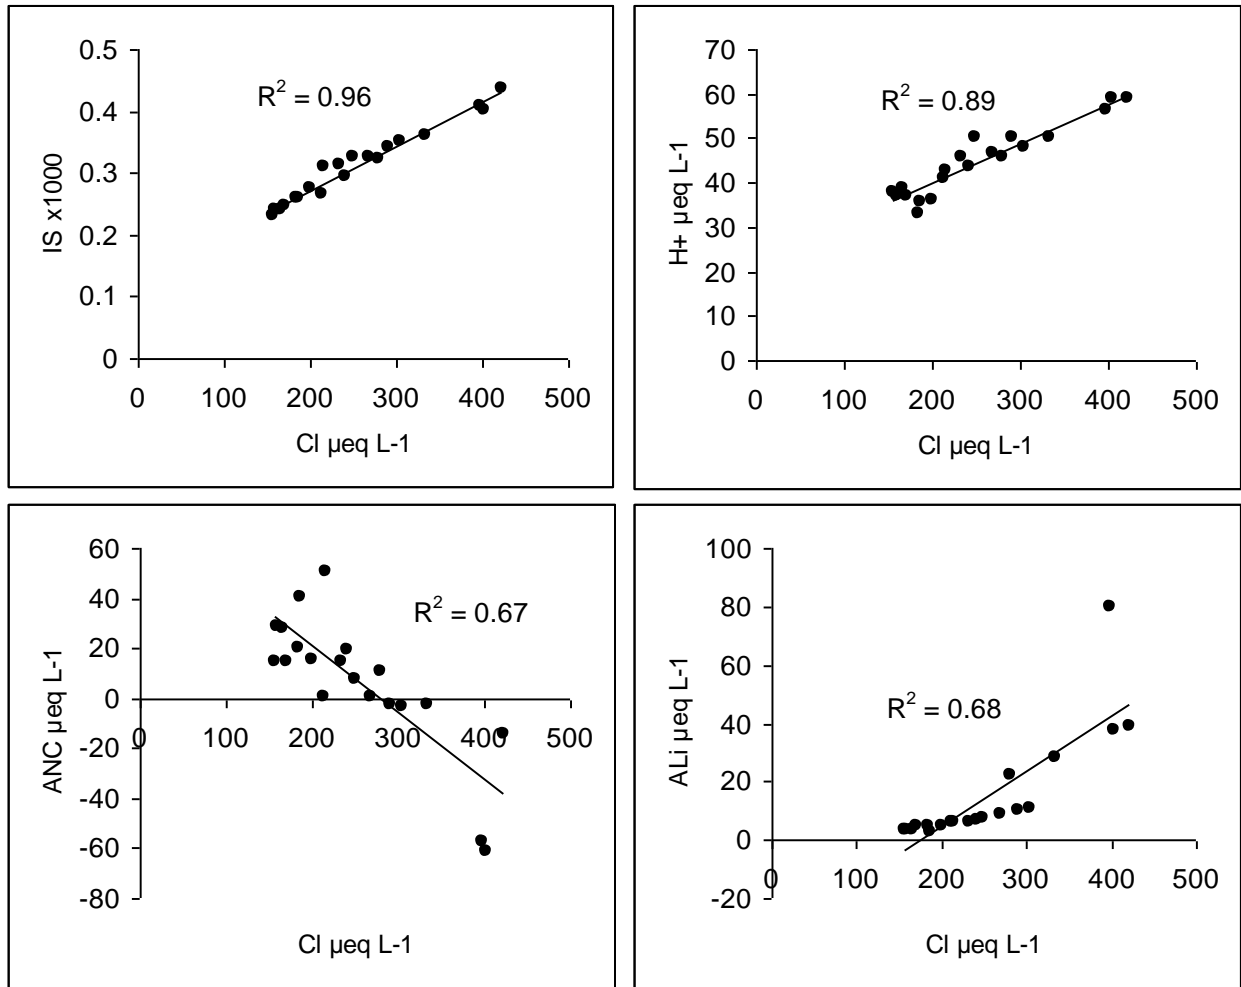 0.5
R² = 0.96
0.4
0.3
IS x1000
0.2
0.1
0
0 100 200 300 400 500
Cl µeq L-1
70
60
R² = 0.89
50
40
H+ µeq L-1
30
20
10
0
0 100 200 300 400 500
Cl µeq L-1
60
40
R² = 0.67
20
0
ANC µeq L-1
0 100 200 300 400 500
-20
-40
-60
-80
Cl µeq L-1
100
80
60
R² = 0.68
40
ALi µeq L-1
20
0
0 100 200 300 400 500
-20
Cl µeq L-1